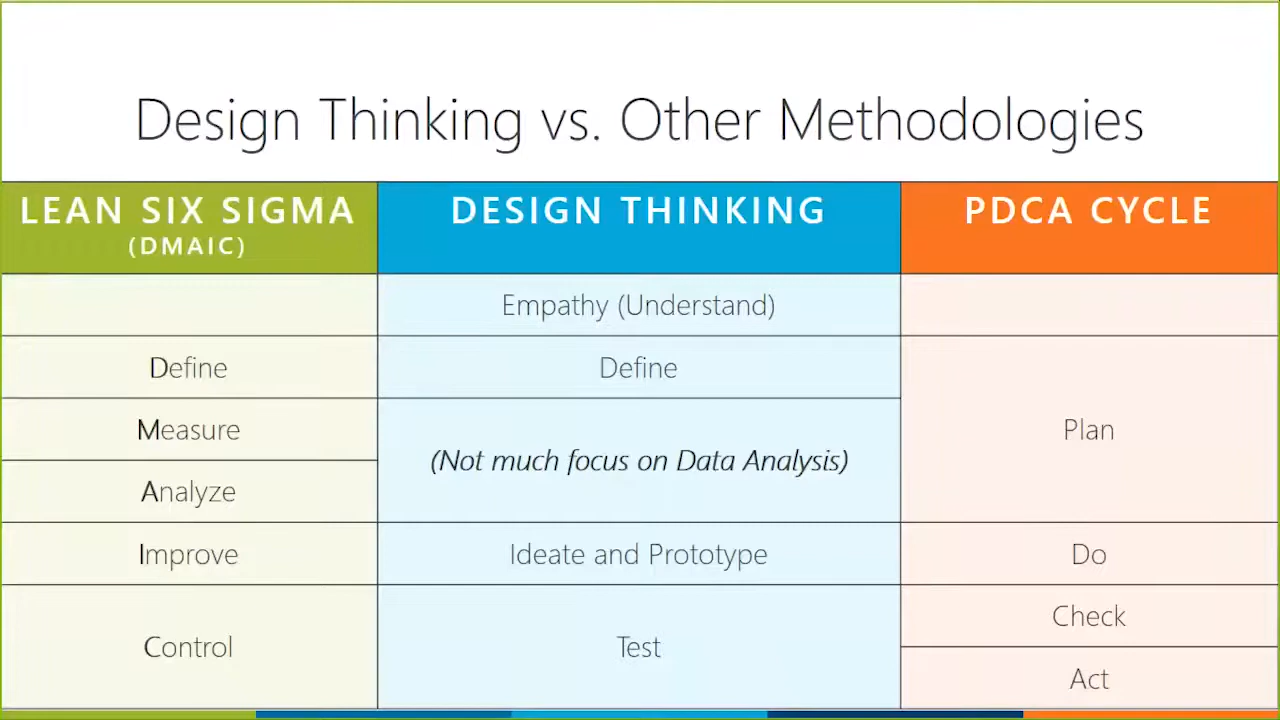 Design Thinking vs. Other Methodologies
LEAN SIX SIGMA
(DMAIC)
DESIGN THINKING
PDCA CYCLE
Empathy (Understand)
Define
Define
Measure
(Not much focus on Data Analysis)
Plan
Analyze
Improve
Ideate and Prototype
Do
Control
Test
Check
Act